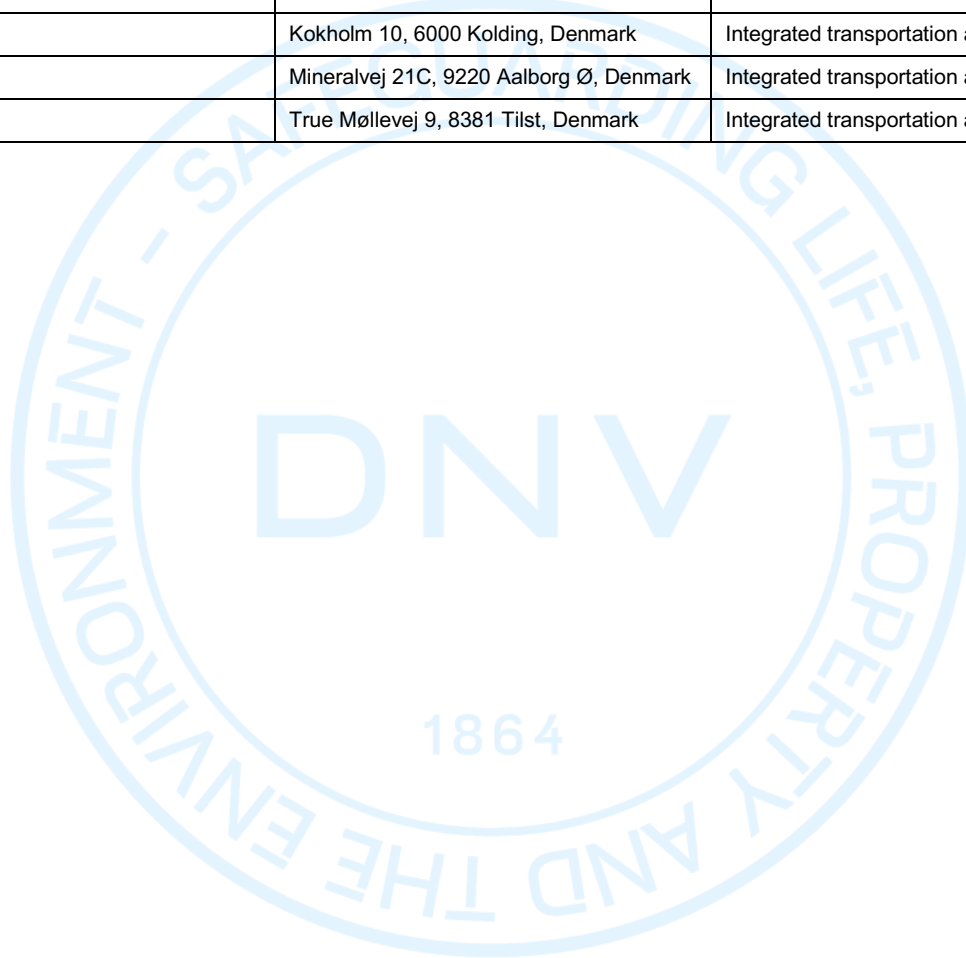 Kokholm 10, 6000 Kolding, Denmark Integrated transportation
Mineralvej 21C, 9220 Aalborg Ø, Denmark Integrated transportation
True Møllevej 9, 8381 Tilst, Denmark Integrated transportation
SAFEGUARDING LIFE, PROPERTY AND THE ENVIRONMENT -
DNV
1864